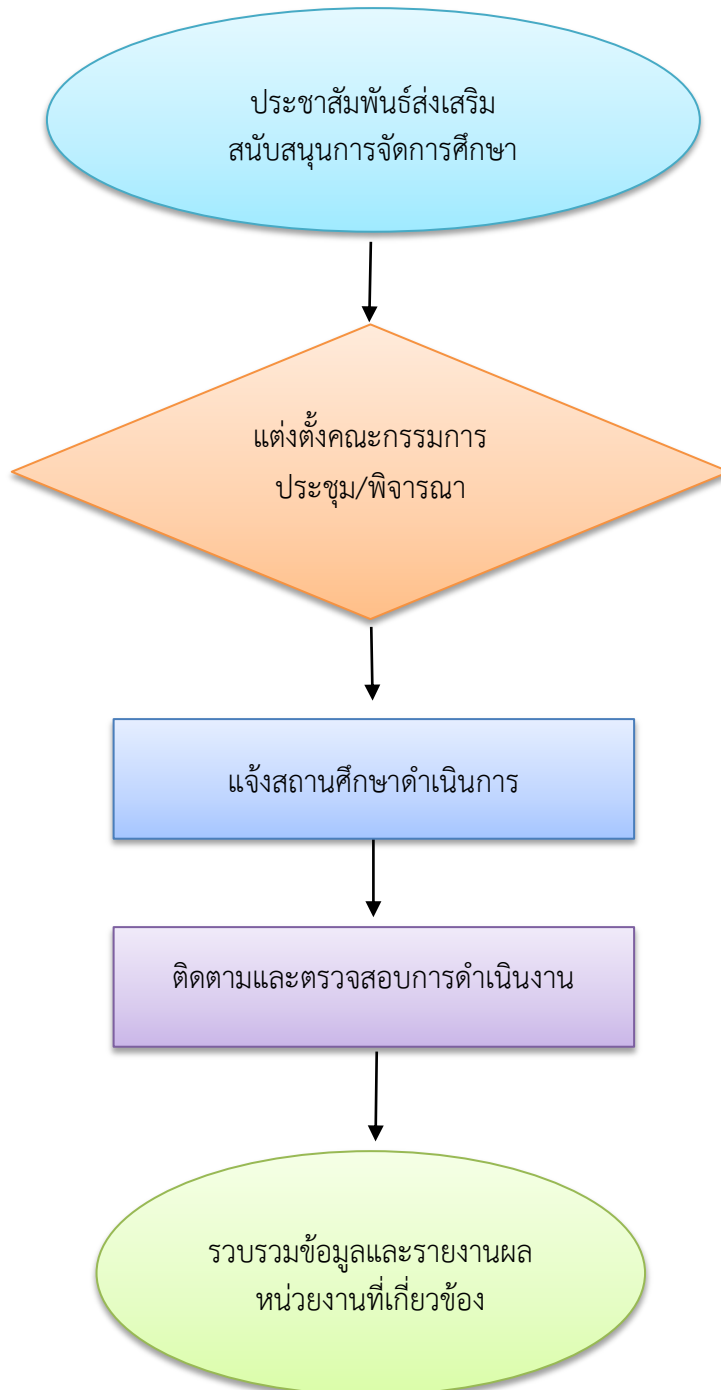 ประชาสัมพันธ์ส่งเสริม
สนับสนุนการจัดการศึกษา
แต่งตั้งคณะกรรมการ
ประชุม/พิจารณา
แจ้งสถานศึกษาดำเนินการ
ติดตามและตรวจสอบการดำเนินงาน
รวบรวมข้อมูลและรายงานผล
หน่วยงานที่เกี่ยวข้อง